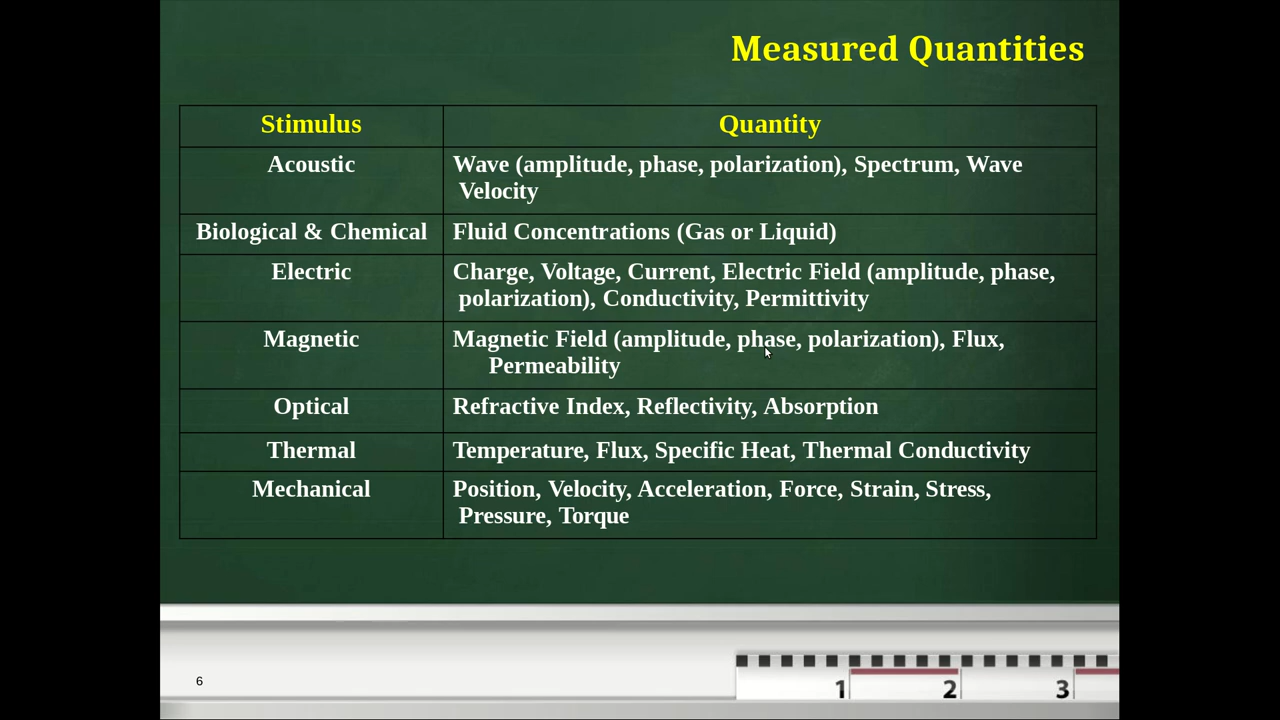 Measured Quantities
Stimulus
Quantity
Acoustic
Wave (amplitude, phase, polarization), Spectrum, Wave
Velocity
Biological & Chemical
Fluid Concentrations (Gas or Liquid)
Electric
Charge, Voltage, Current, Electric Field (amplitude, phase,
polarization), Conductivity, Permittivity
Magnetic
Magnetic Field (amplitude, phase, polarization), Flux,
Permeability
Optical
Refractive Index, Reflectivity, Absorption
Thermal
Temperature, Flux, Specific Heat, Thermal Conductivity
Mechanical
Position, Velocity, Acceleration, Force, Strain, Stress,
Pressure, Torque
6
1 2 3